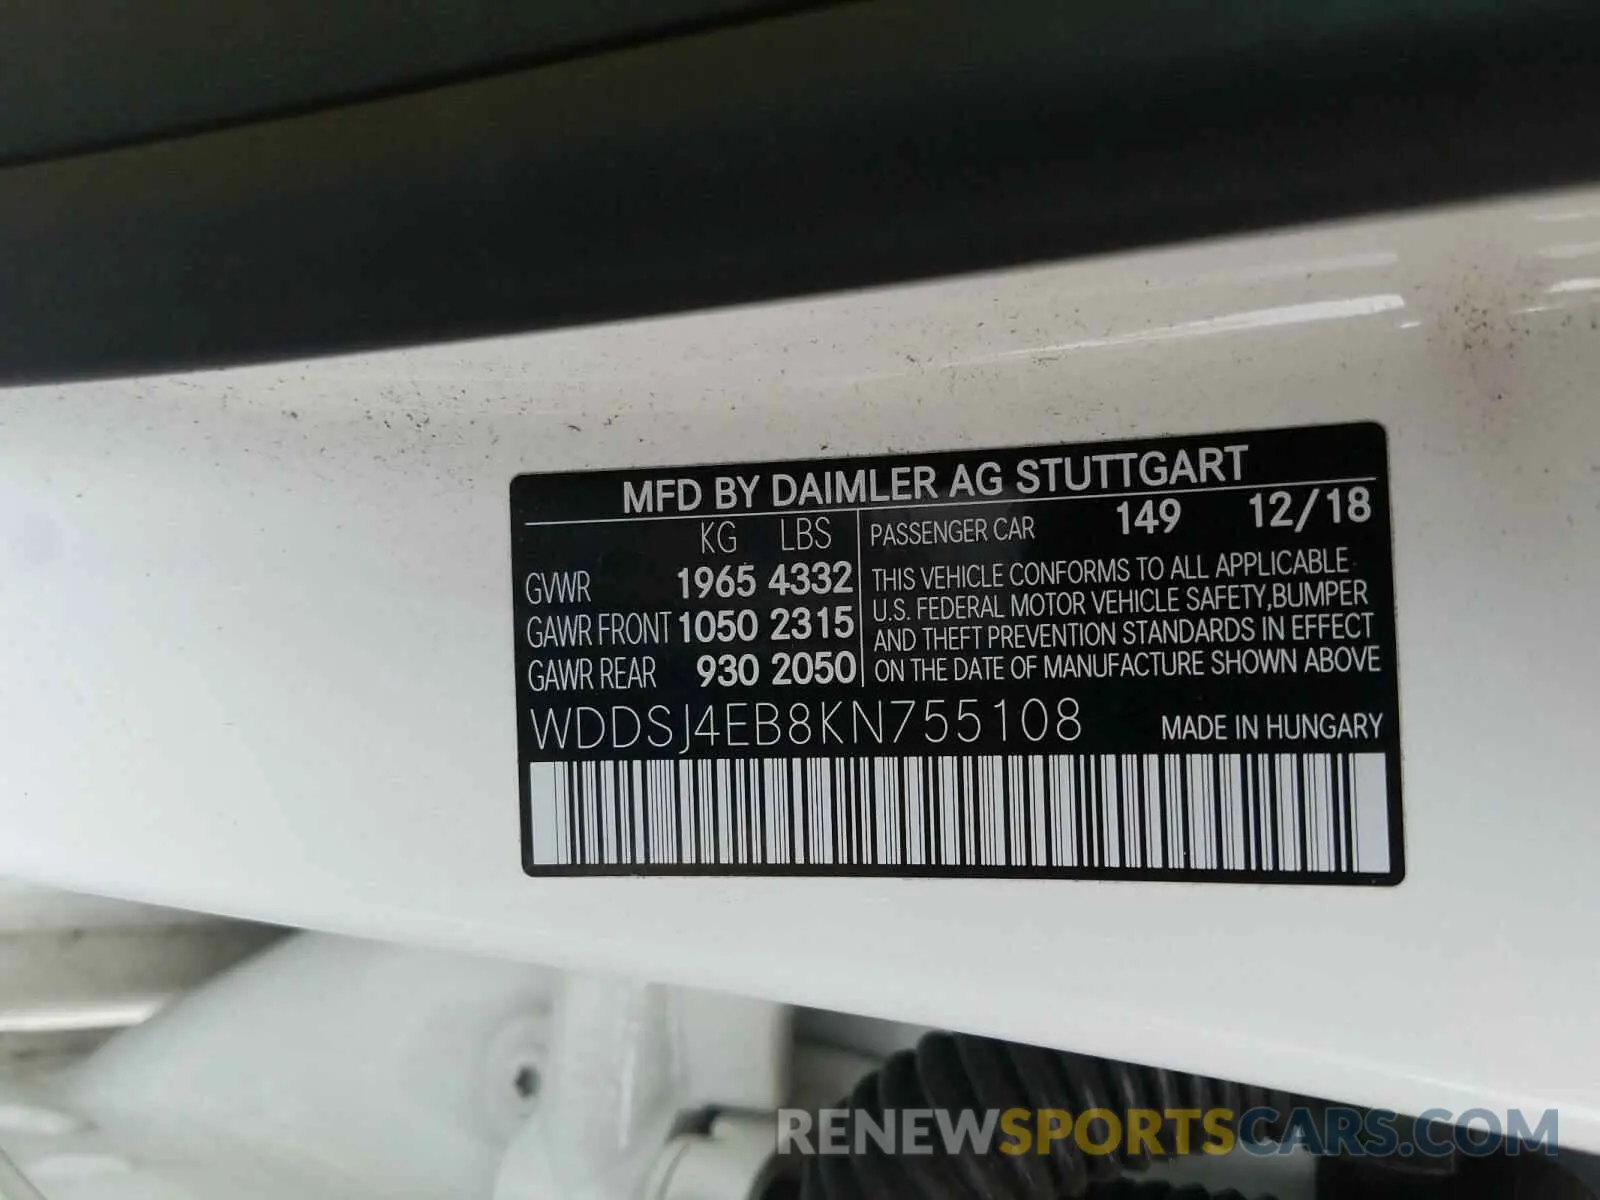 MFD BY DAIMLER AG STUTTGART
KG LBS
PASSENGER CAR 149 12/18
GVWR 1965 4332
GAWR FRONT 1050 2315
GAWR REAR 930 2050
THIS VEHICLE CONFORMS TO ALL APPLICABLE
U.S. FEDERAL MOTOR VEHICLE SAFETY,BUMPER
AND THEFT PREVENTION STANDARDS IN EFFECT
ON THE DATE OF MANUFACTURE SHOWN ABOVE
WDDSJ4EB8KN755108 MADE IN HUNGARY
RENEWSPORTSCARS.COM